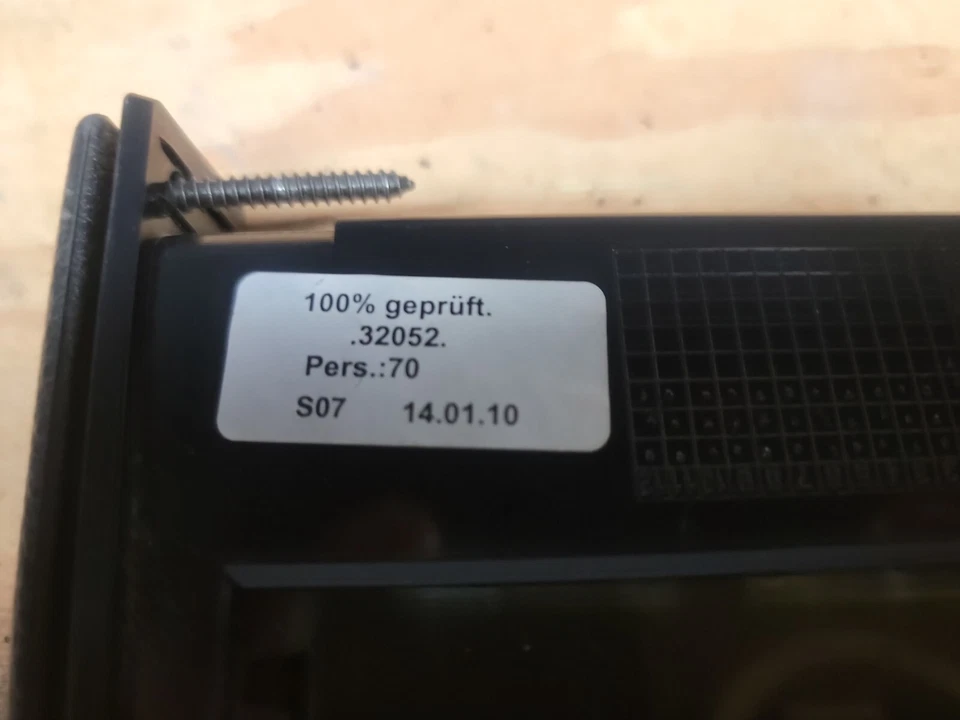 100% geprüft.
.32052.
Pers.:70
S07 14.01.10